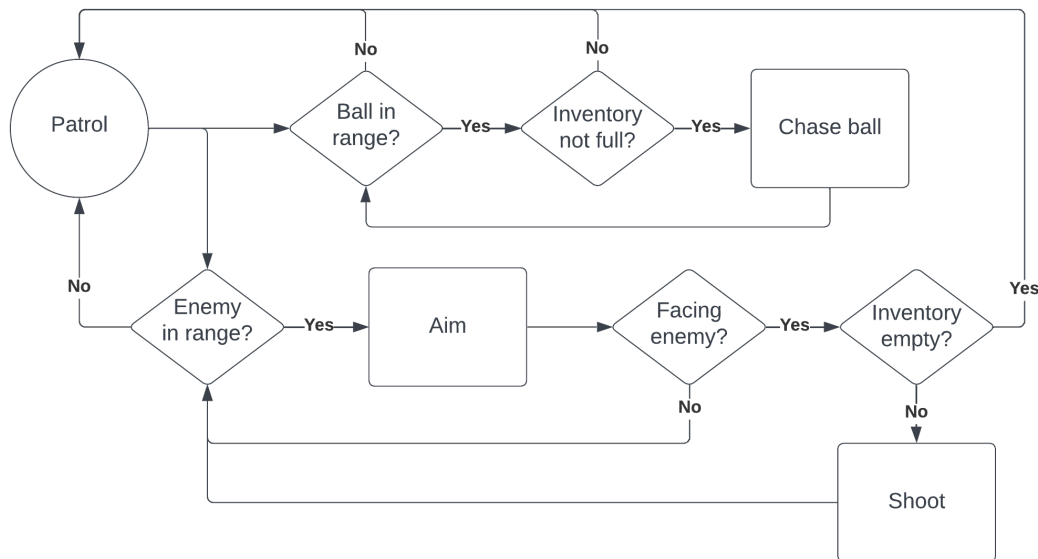 No
No
Patrol
Ball in
range?
Yes
Inventory
not full?
Yes
Chase ball
No
Enemy
in range?
Yes
Aim
Facing
enemy?
Yes
Inventory
empty?
Yes
No
No
Shoot